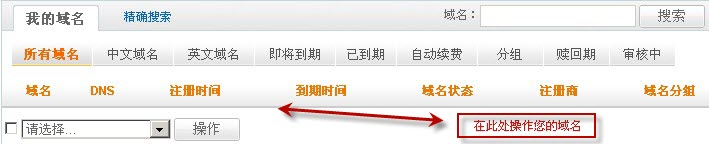 我的域名 精确搜索 域名： 搜索
所有域名 中文域名 英文域名 即将到期 已到期 自动续费 分组 赎回期 审核中
域名 DNS 注册时间 到期时间 域名状态 注册商 域名分组
请选择... 操作 在此处操作您的域名